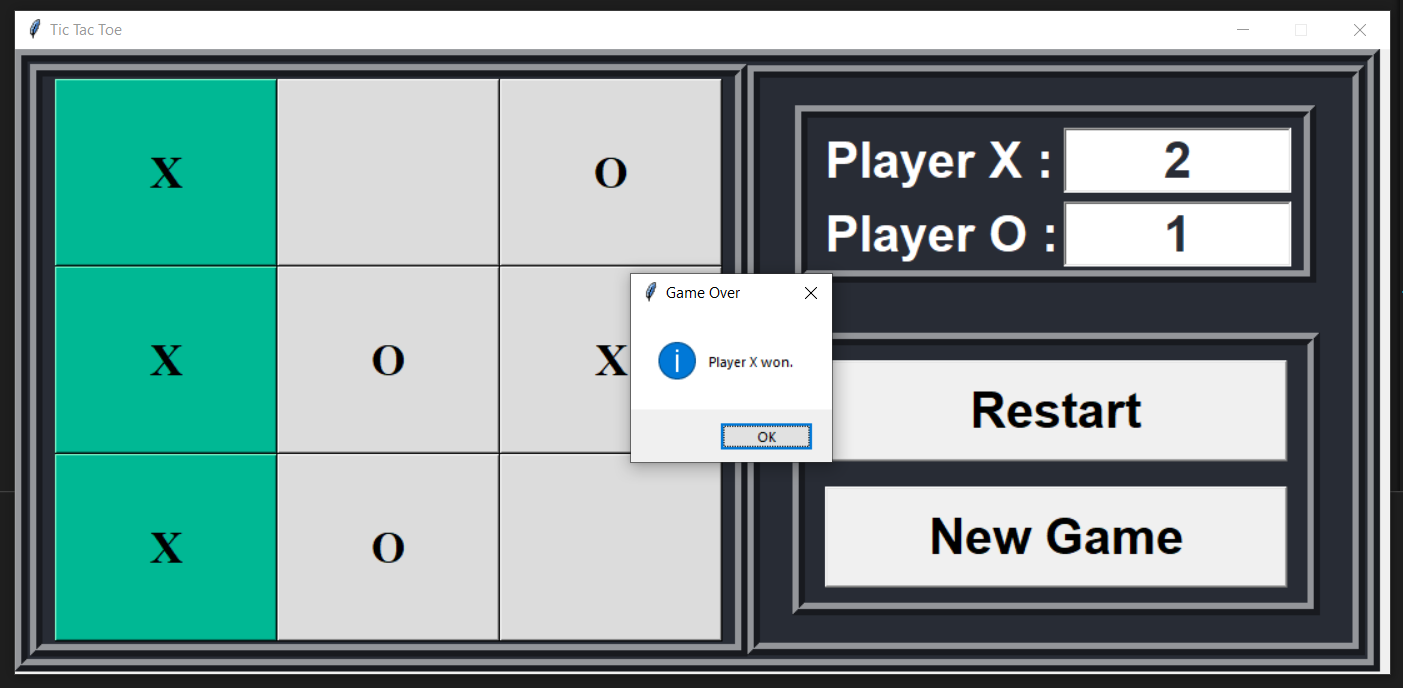 Tic Tac Toe
X O
X O X
X O
Player X : 2
Player O : 1
Game Over
Player X won.
OK
Restart
New Game